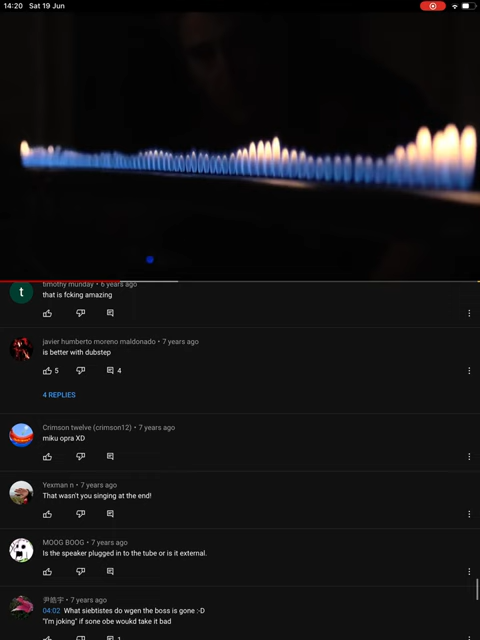 14:20 Sat 19 Jun
timothy munday • 6 years ago
t
that is fcking amazing
javier humberto moreno maldonado • 7 years ago
is better with dubstep
5 4
4 REPLIES
Crimson twelve (crimson12) • 7 years ago
miku opra XD
Yexman n • 7 years ago
That wasn't you singing at the end!
MOOG BOOG • 7 years ago
Is the speaker plugged in to the tube or is it external.
尹皓宇 • 7 years ago
04:02 What siebtistes do wgen the boss is gone :-D
"I'm joking" if sone obe woukd take it bad
1